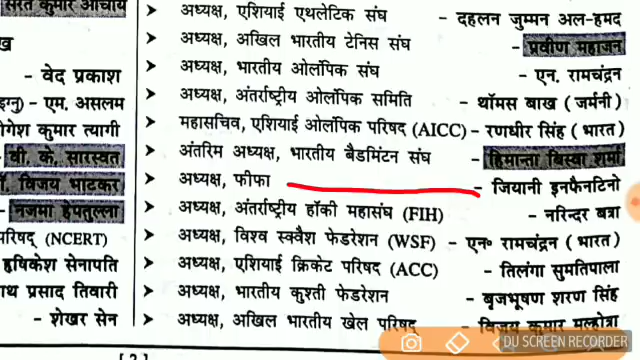 सरत कुमार आचार्य
ख
- वेद प्रकाश
इग्नु) - एम. असलम
योगेश कुमार त्यागी
- वी. के. सारस्वत
डॉ. विजय भाटकर
- नजमा हेपतुल्ला
परिषद् (NCERT)
हृषिकेश सेनापति
नाथ प्रसाद तिवारी
- शेखर सेन
➤ अध्यक्ष, एशियाई एथलेटिक संघ - दहलन जुम्मन अल-हमद
➤ अध्यक्ष, अखिल भारतीय टेनिस संघ - प्रवीण महाजन
➤ अध्यक्ष, भारतीय ओलंपिक संघ - एन. रामचंद्रन
➤ अध्यक्ष, अंतर्राष्ट्रीय ओलंपिक समिति - थॉमस बाख (जर्मनी)
➤ महासचिव, एशियाई ओलंपिक परिषद् (AICC) - रणधीर सिंह (भारत)
➤ अंतरिम अध्यक्ष, भारतीय बैडमिंटन संघ - हिमान्ता बिस्वा शर्मा
➤ अध्यक्ष, फीफा - जियानी इनफैनटिनो
➤ अध्यक्ष, अंतर्राष्ट्रीय हॉकी महासंघ (FIH) - नरिन्दर बत्रा
➤ अध्यक्ष, विश्व स्क्वैश फेडरेशन (WSF) - एन॰ रामचंद्रन (भारत)
➤ अध्यक्ष, एशियाई क्रिकेट परिषद् (ACC) - तिलंगा सुमतिपाला
➤ अध्यक्ष, भारतीय कुश्ती फेडरेशन - बृजभूषण शरण सिंह
➤ अध्यक्ष, अखिल भारतीय खेल परिषद् - विजय कुमार मल्होत्रा
[2]
DU SCREEN RECORDER